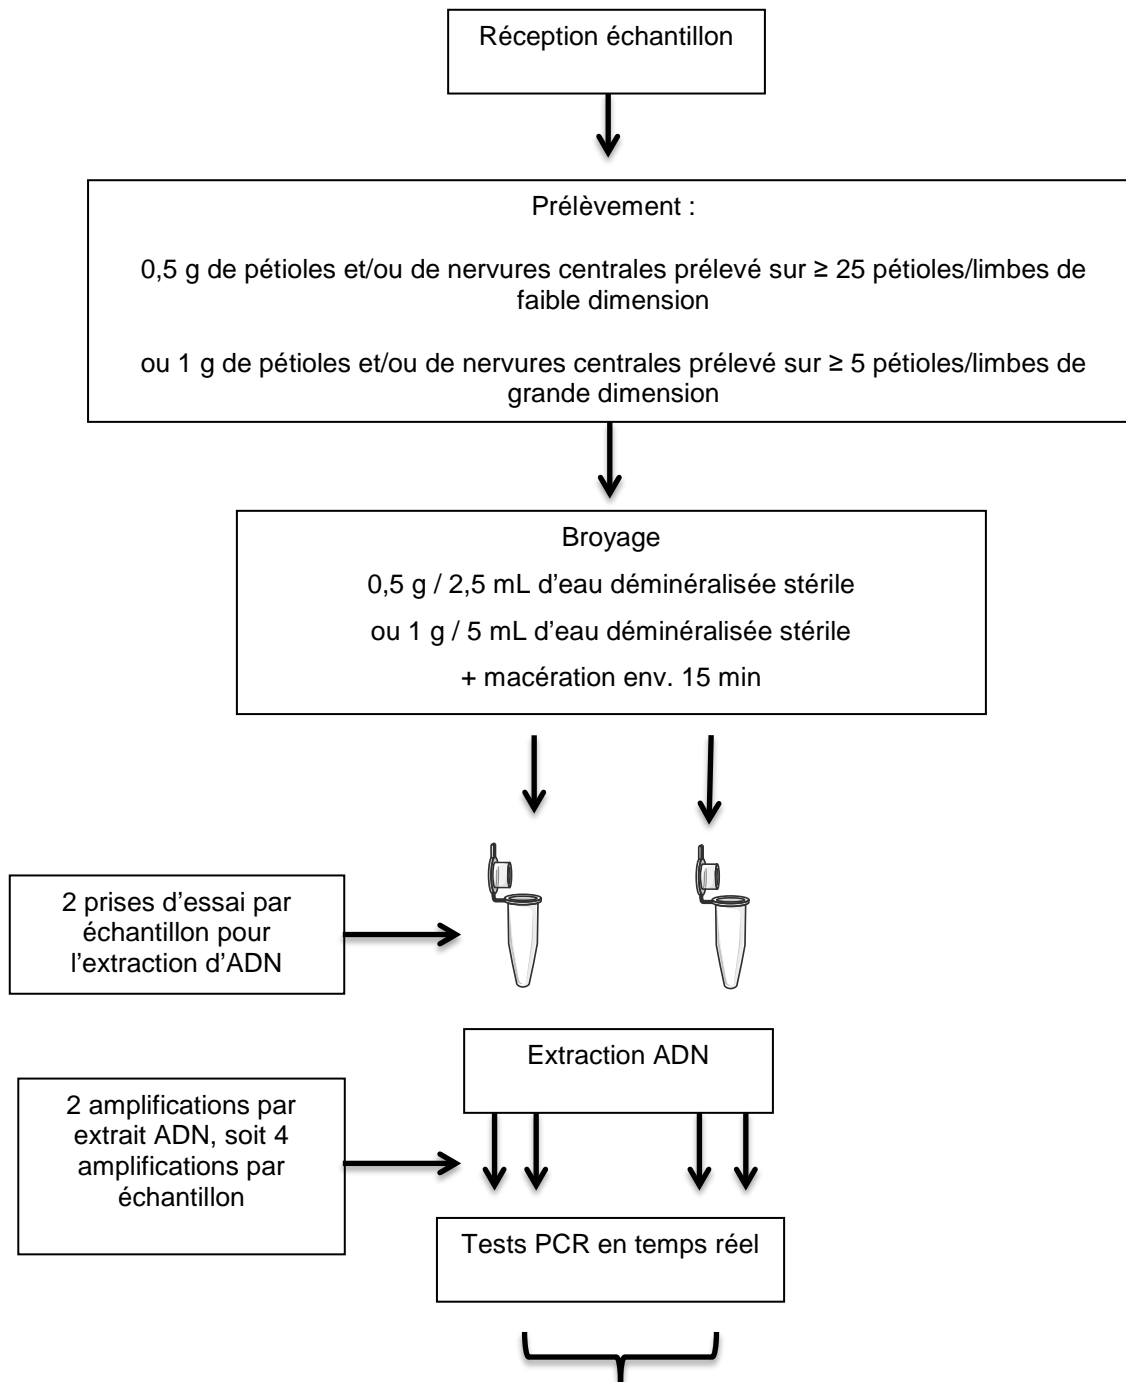 Réception échantillon
Prélèvement :
0,5 g de pétioles et/ou de nervures centrales prélevé sur ≥ 25 pétioles/limbes de
faible dimension
ou 1 g de pétioles et/ou de nervures centrales prélevé sur ≥ 5 pétioles/limbes de
grande dimension
Broyage
0,5 g / 2,5 mL d’eau déminéralisée stérile
ou 1 g / 5 mL d’eau déminéralisée stérile
+ macération env. 15 min
2 prises d’essai par
échantillon pour
l’extraction d’ADN
Extraction ADN
2 amplifications par
extrait ADN, soit 4
amplifications par
échantillon
Tests PCR en temps réel